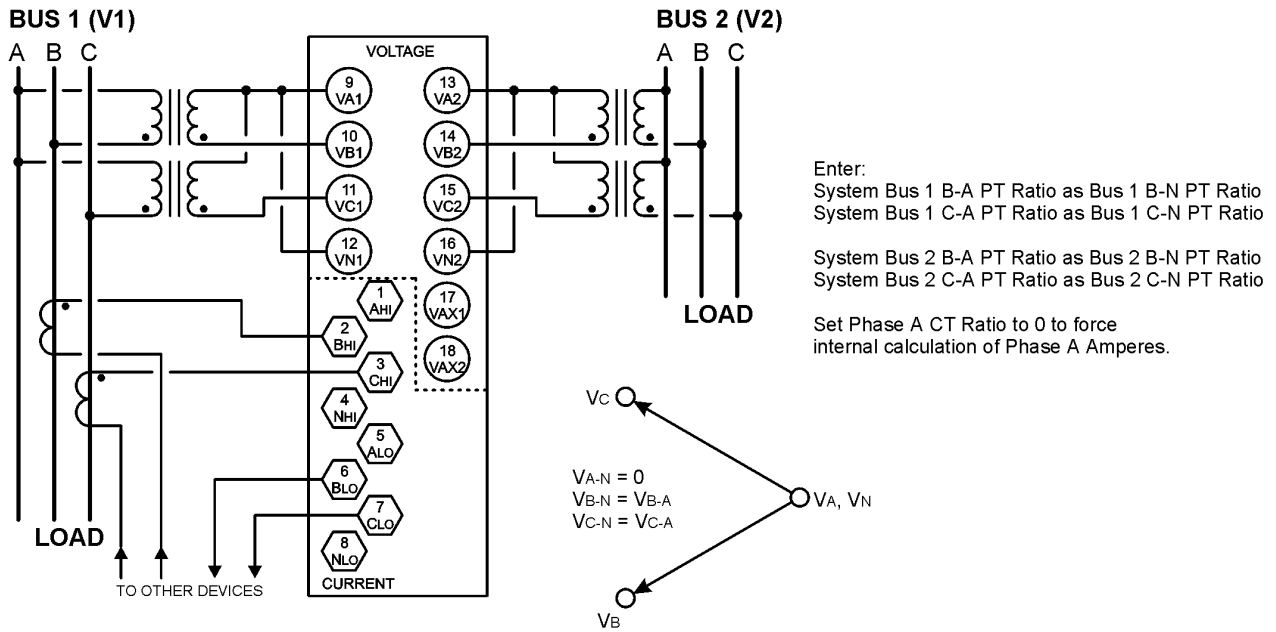 BUS 1 (V1)
A B C
BUS 2 (V2)
A B C
VOLTAGE
9
VA1
10
VB1
11
VC1
12
VN1
13
VA2
14
VB2
15
VC2
16
VN2
17
VAX1
18
VAX2
1
AHI
2
BHI
3
CHI
4
NHI
5
ALO
6
BLO
7
CLO
8
NLO
CURRENT
LOAD
TO OTHER DEVICES
LOAD
Enter:
System Bus 1 B-A PT Ratio as Bus 1 B-N PT Ratio
System Bus 1 C-A PT Ratio as Bus 1 C-N PT Ratio
System Bus 2 B-A PT Ratio as Bus 2 B-N PT Ratio
System Bus 2 C-A PT Ratio as Bus 2 C-N PT Ratio
Set Phase A CT Ratio to 0 to force
internal calculation of Phase A Amperes.
VC
VA-N = 0
VB-N = VB-A
VC-N = VC-A
VA, VN
VB